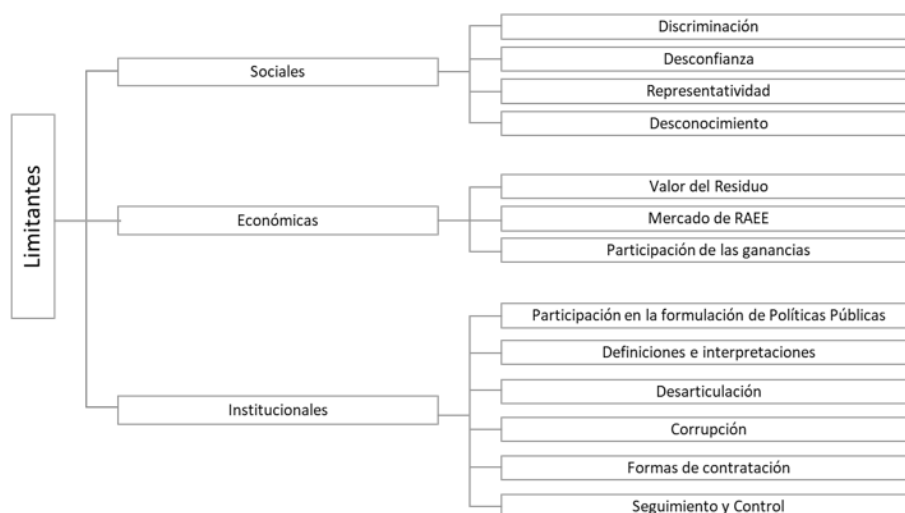 Limitantes
Sociales
Discriminación
Desconfianza
Representatividad
Desconocimiento
Económicas
Valor del Residuo
Mercado de RAEE
Participación de las ganancias
Institucionales
Participación en la formulación de Políticas Públicas
Definiciones e interpretaciones
Desarticulación
Corrupción
Formas de contratación
Seguimiento y Control